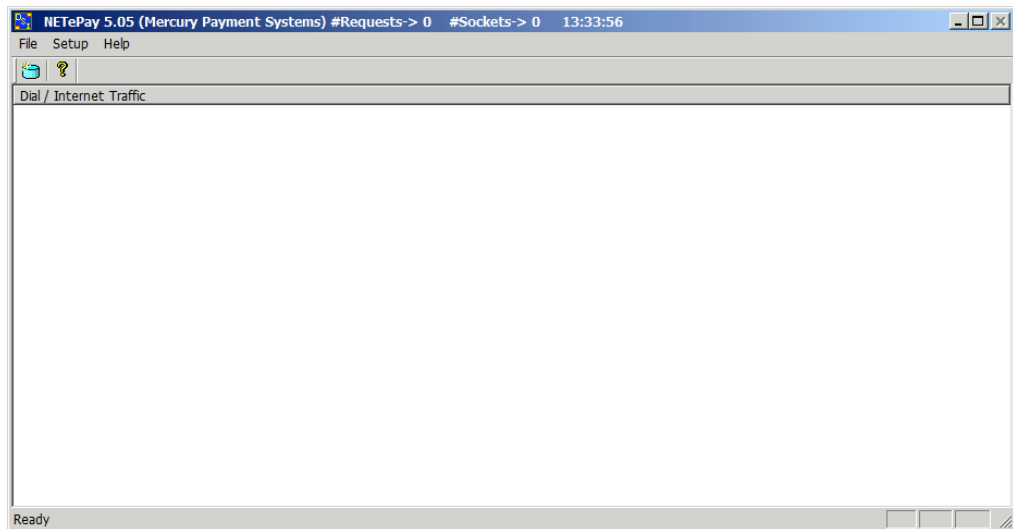 NETePay 5.05 (Mercury Payment Systems) #Requests-> 0 #Sockets-> 0 13:33:56
File Setup Help
Dial / Internet Traffic
Ready